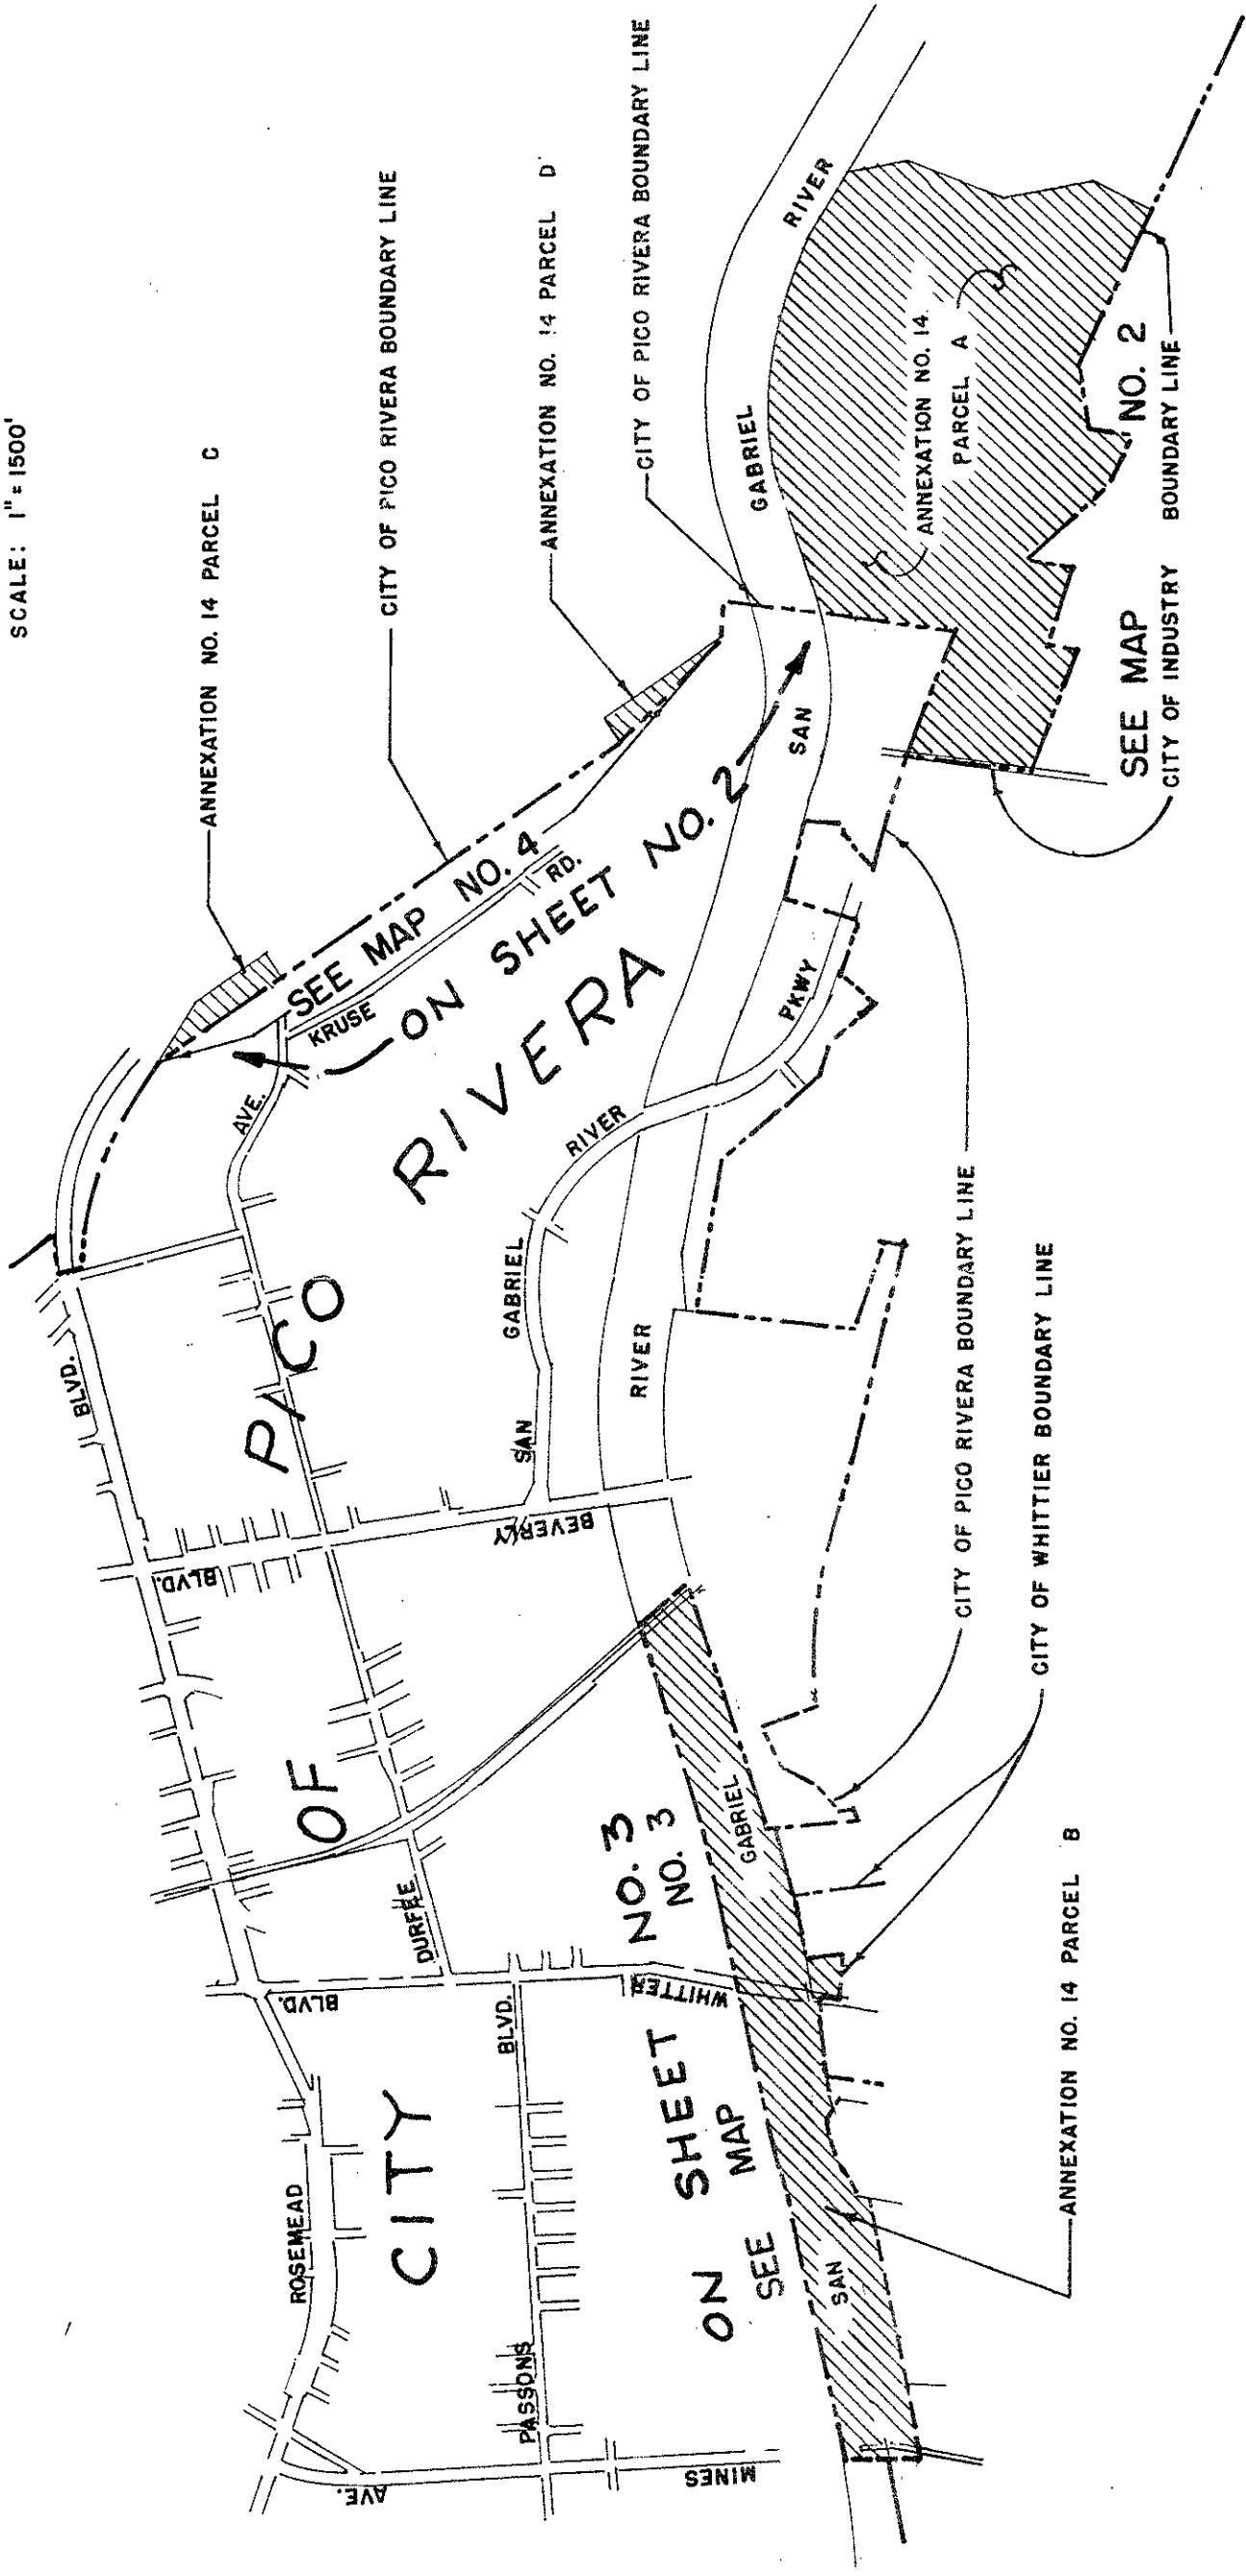 SCALE: 1" = 1500'
ANNEXATION NO. 14 PARCEL C
CITY OF PICO RIVERA BOUNDARY LINE
ANNEXATION NO. 14 PARCEL D
CITY OF PICO RIVERA BOUNDARY LINE
ROSEMEAD
BLVD.
CITY
OF
PICO
RIVERA
SEE MAP NO. 4
ON SHEET NO. 2
KRUSE
RD.
DURFEE
AVE.
PASSONS
BLVD.
MINES
AVE.
WHITTIER
BLVD.
BEVERLY
BLVD.
SAN
GABRIEL
RIVER
PKWY
ON SHEET NO. 3
SEE MAP NO. 3
SAN
GABRIEL
RIVER
SAN
GABRIEL
RIVER
ANNEXATION NO. 14
PARCEL A
SEE MAP NO. 2
CITY OF INDUSTRY BOUNDARY LINE
CITY OF PICO RIVERA BOUNDARY LINE
CITY OF WHITTIER BOUNDARY LINE
ANNEXATION NO. 14 PARCEL B